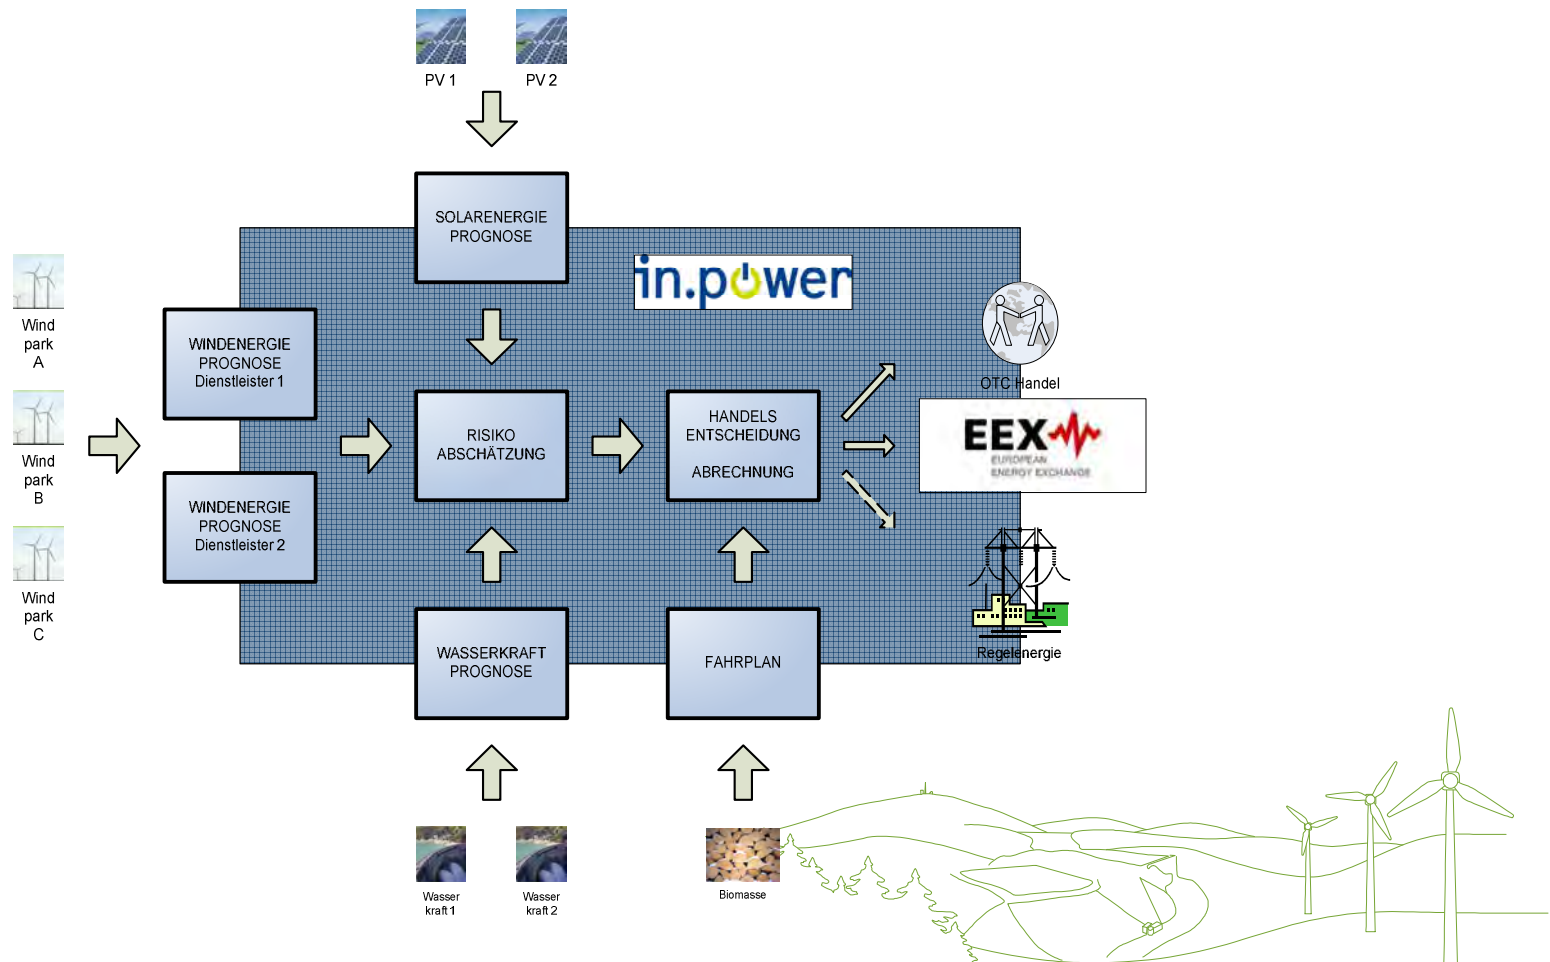 PV 1
PV 2
SOLARENERGIE
PROGNOSE
in.power
Wind
park
A
WINDENERGIE
PROGNOSE
Dienstleister 1
OTC Handel
Wind
park
B
RISIKO
ABSCHÄTZUNG
HANDELS
ENTSCHEIDUNG
ABRECHNUNG
EEX
EUROPEAN
ENERGY EXCHANGE
WINDENERGIE
PROGNOSE
Dienstleister 2
Wind
park
C
WASSERKRAFT
PROGNOSE
FAHRPLAN
Regelenergie
Wasser
kraft 1
Wasser
kraft 2
Biomasse